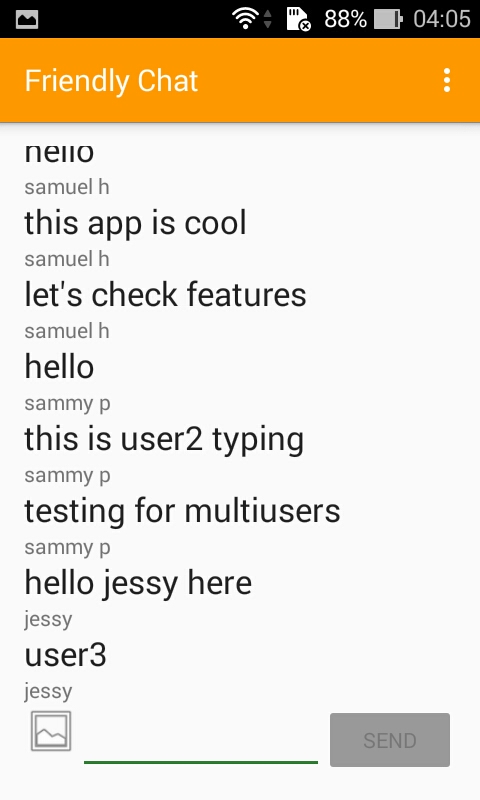 88% 04:05
Friendly Chat
hello
samuel h
this app is cool
samuel h
let's check features
samuel h
hello
sammy p
this is user2 typing
sammy p
testing for multiusers
sammy p
hello jessy here
jessy
user3
jessy
SEND